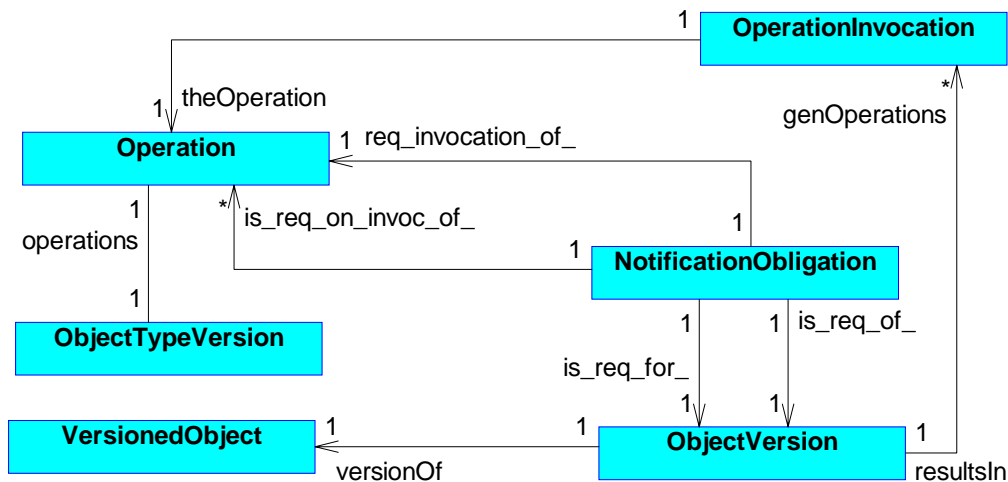 1
OperationInvocation
theOperation
1
*
genOperations
Operation
1
req_invocation_of_
1
operations
*
is_req_on_invoc_of_
1
1
NotificationObligation
1
ObjectTypeVersion
1
1
is_req_of_
is_req_for_
1
1
VersionedObject
1
versionOf
1
ObjectVersion
1
resultsIn